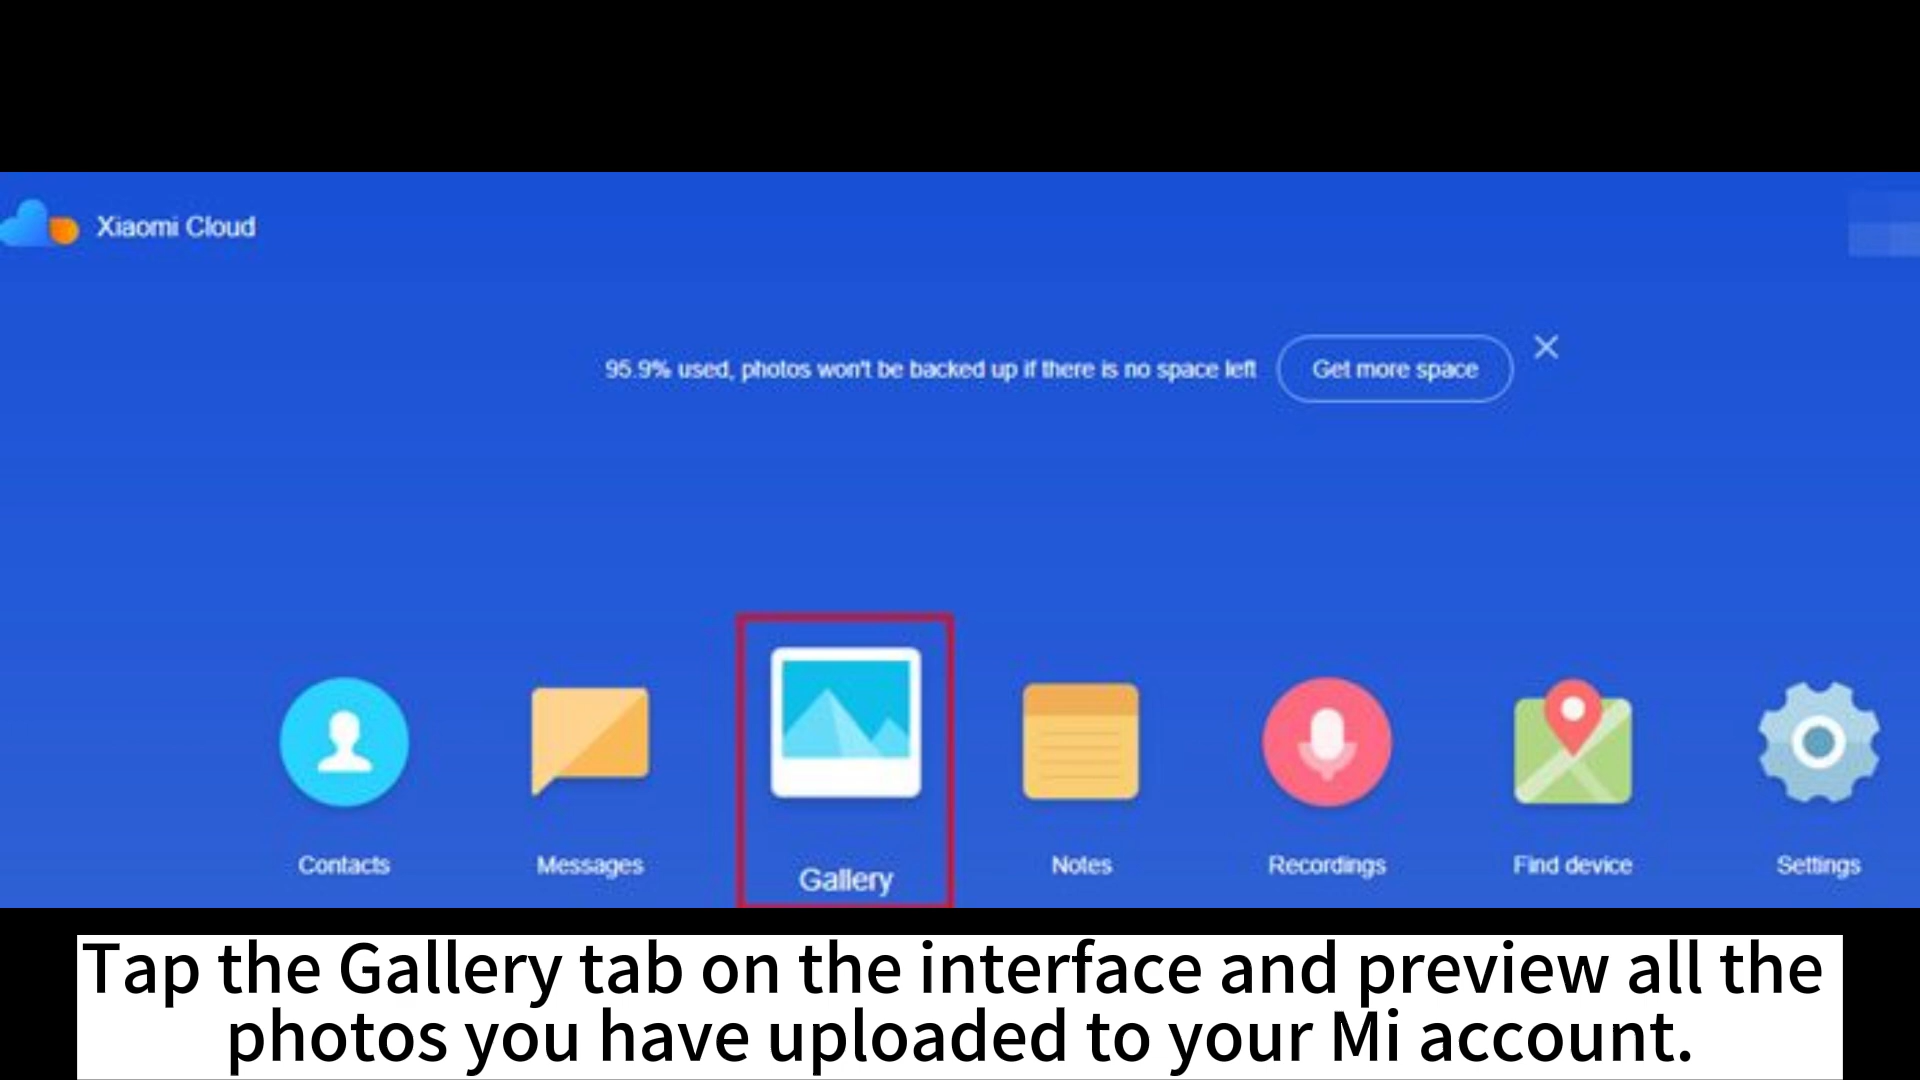 Xiaomi Cloud
95.9% used, photos won't be backed up if there is no space left
Get more space
Contacts
Messages
Gallery
Notes
Recordings
Find device
Settings
Tap the Gallery tab on the interface and preview all the
photos you have uploaded to your Mi account.